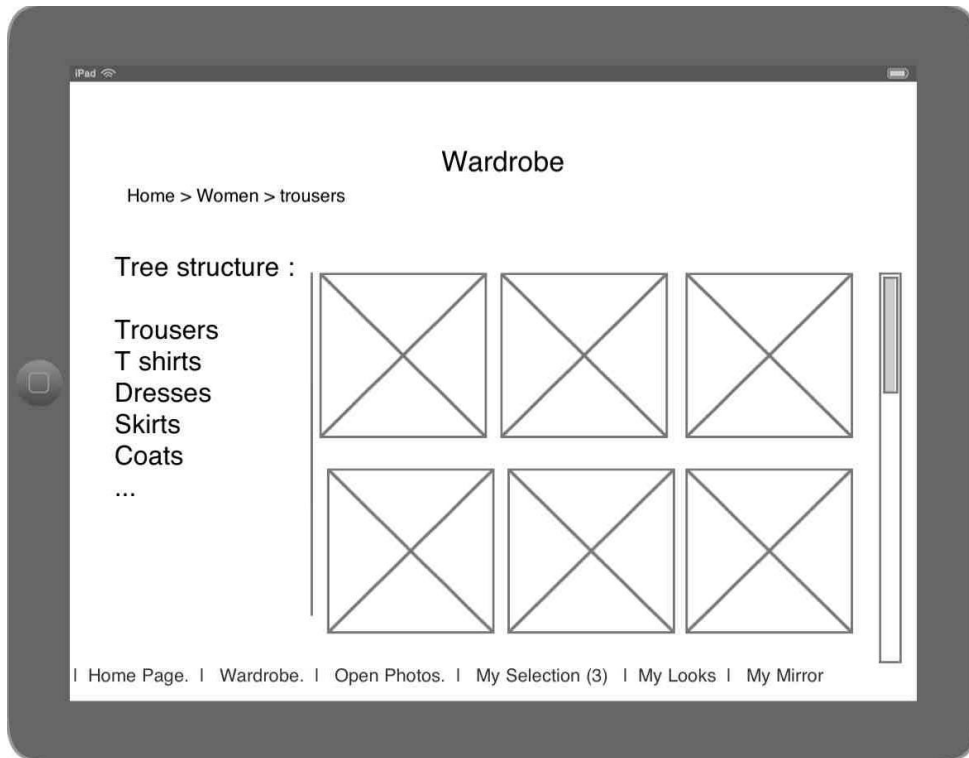 iPad
Wardrobe
Home > Women > trousers
Tree structure :
Trousers
T shirts
Dresses
Skirts
Coats
...
| Home Page. | Wardrobe. | Open Photos. | My Selection (3) | My Looks | My Mirror